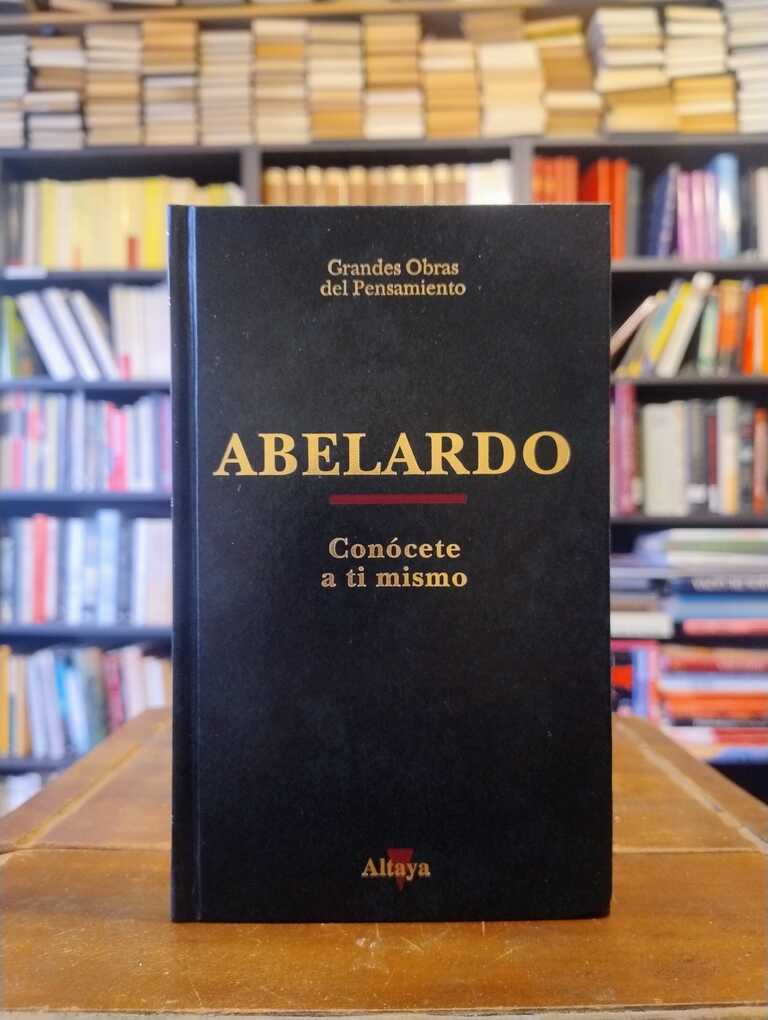 Grandes Obras
del Pensamiento
ABELARDO
Conócete
a ti mismo
Altaya